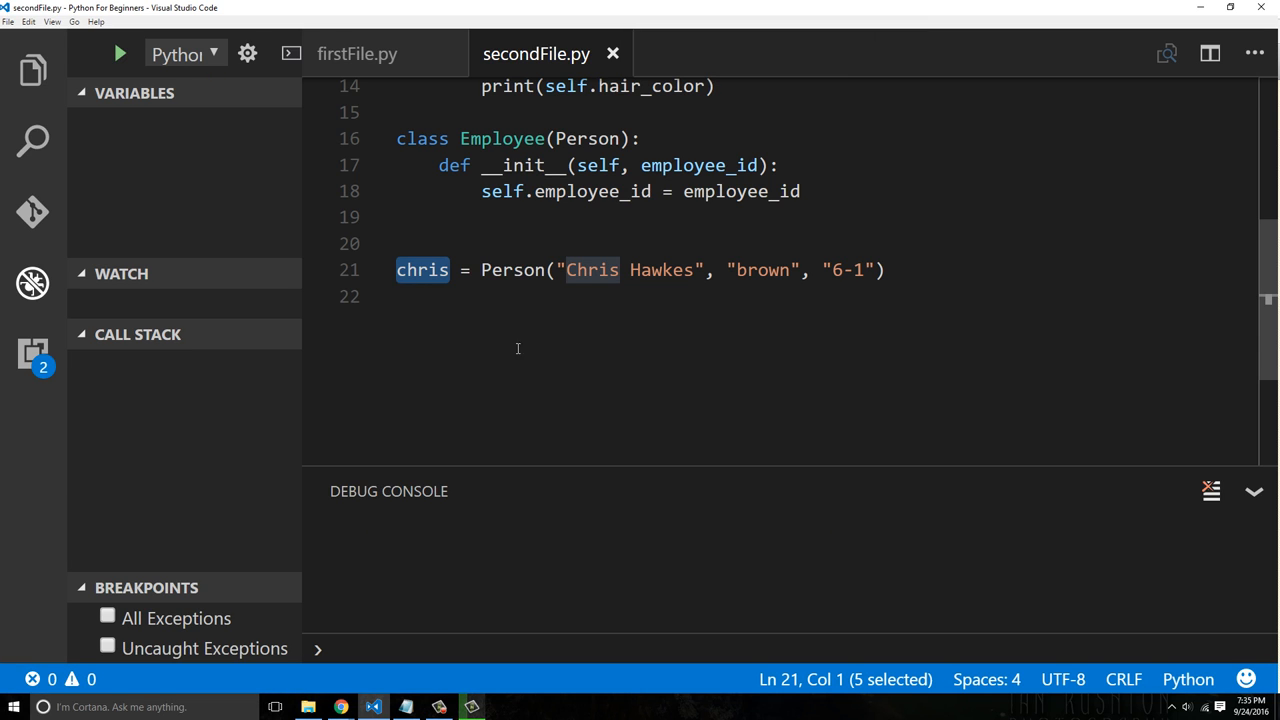 secondFile.py - Python For Beginners - Visual Studio Code
File Edit View Go Help
Pythor
firstFile.py
secondFile.py
VARIABLES
WATCH
CALL STACK
2
BREAKPOINTS
All Exceptions
Uncaught Exceptions
14 print(self.hair_color)
15
16 class Employee(Person):
17 def __init__(self, employee_id):
18 self.employee_id = employee_id
19
20
21 chris = Person("Chris Hawkes", "brown", "6-1")
22
DEBUG CONSOLE
0 0
Ln 21, Col 1 (5 selected) Spaces: 4 UTF-8 CRLF Python
I'm Cortana. Ask me anything.
7:35 PM
9/24/2016